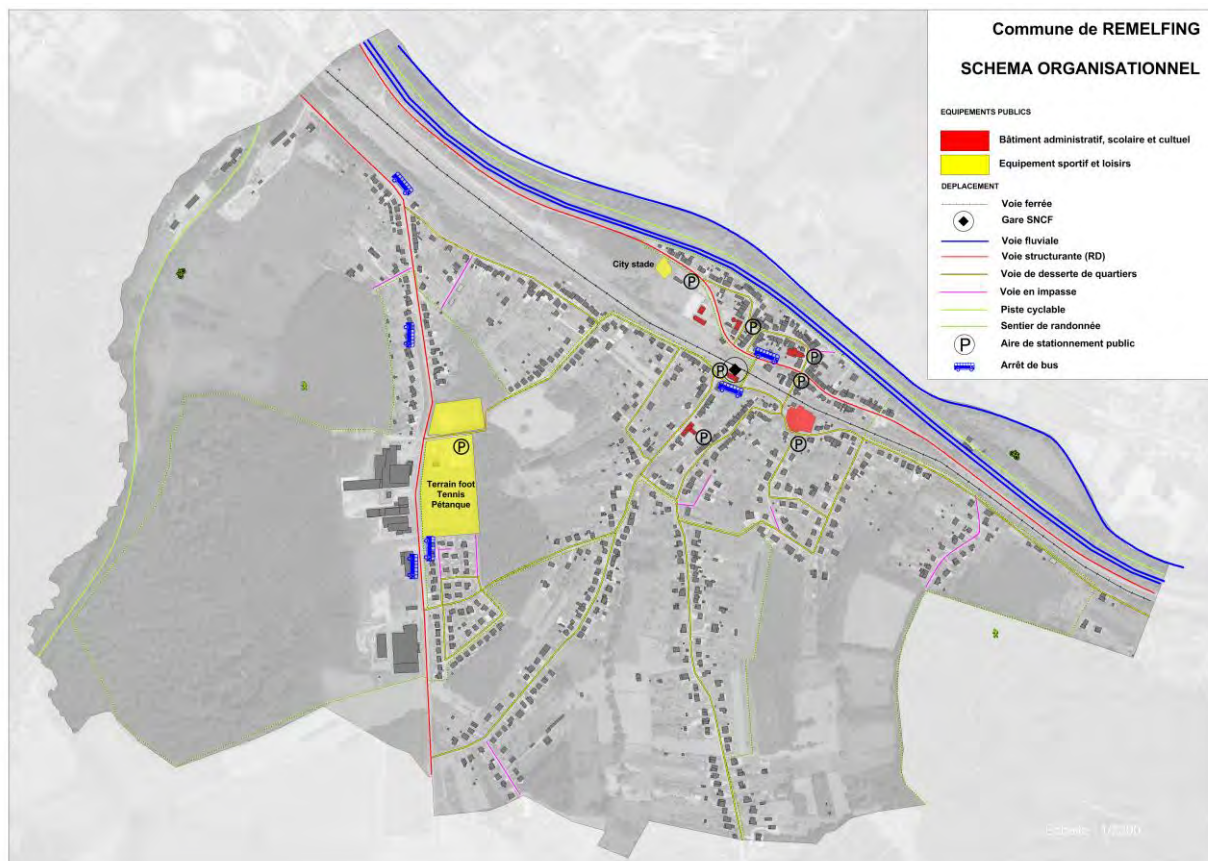 Commune de REMELFING
SCHEMA ORGANISATIONNEL
EQUIPEMENTS PUBLICS
Bâtiment administratif, scolaire et cultuel
Equipement sportif et loisirs
DEPLACEMENT
Voie ferrée
Gare SNCF
Voie fluviale
Voie structurante (RD)
Voie de desserte de quartiers
Voie en impasse
Piste cyclable
Sentier de randonnée
P Aire de stationnement public
Arrêt de bus
City stade
P
P
P
P
P
P
P
P
P
Terrain foot
Tennis
Pétanque